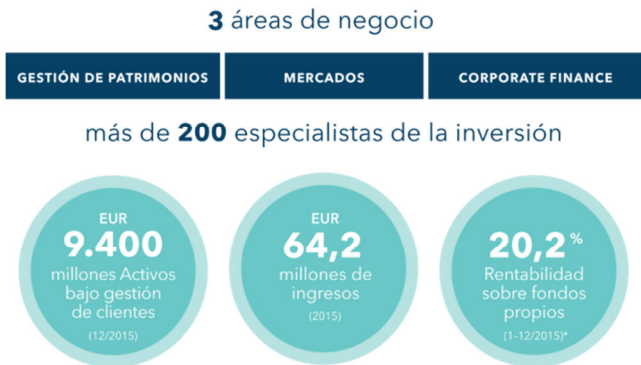 3 áreas de negocio
GESTIÓN DE PATRIMONIOS
MERCADOS
CORPORATE FINANCE
más de 200 especialistas de la inversión
EUR
9.400
millones Activos
bajo gestión
de clientes
(12/2015)
EUR
64,2
millones de
ingresos
(2015)
20,2%
Rentabilidad
sobre fondos
propios
(1-12/2015)*